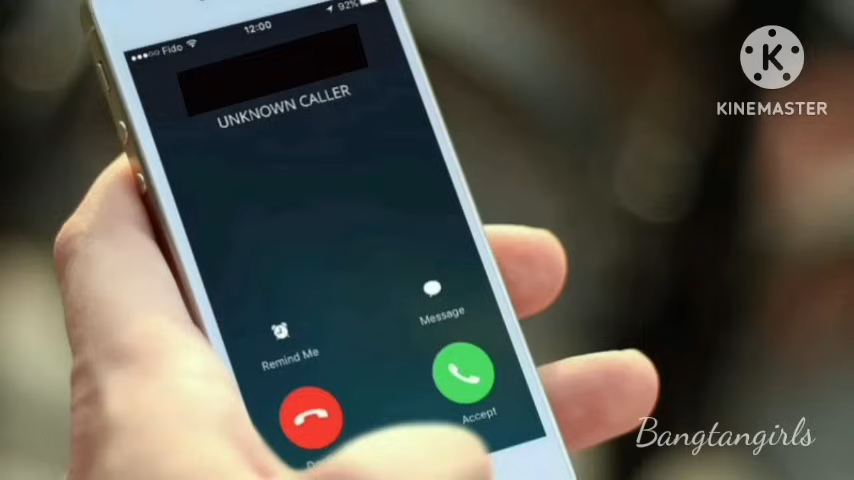 Fido 12:00 92%
UNKNOWN CALLER
KINEMASTER
Message
Remind Me
Accept
Bangtangirls